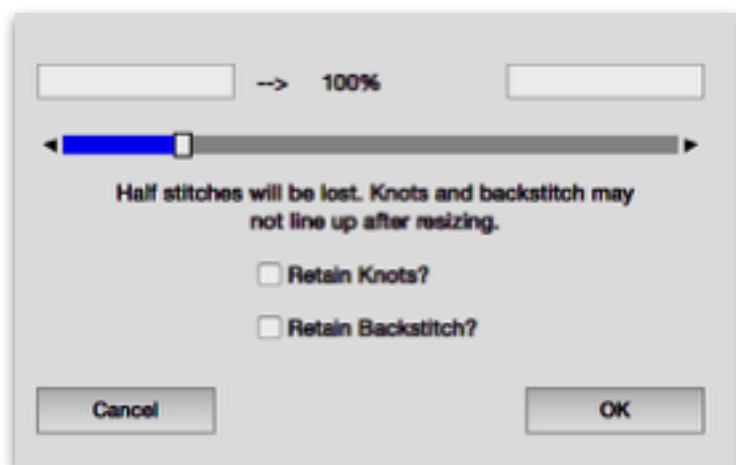 --> 100%
Half stitches will be lost. Knots and backstitch may
not line up after resizing.
Retain Knots?
Retain Backstitch?
Cancel
OK